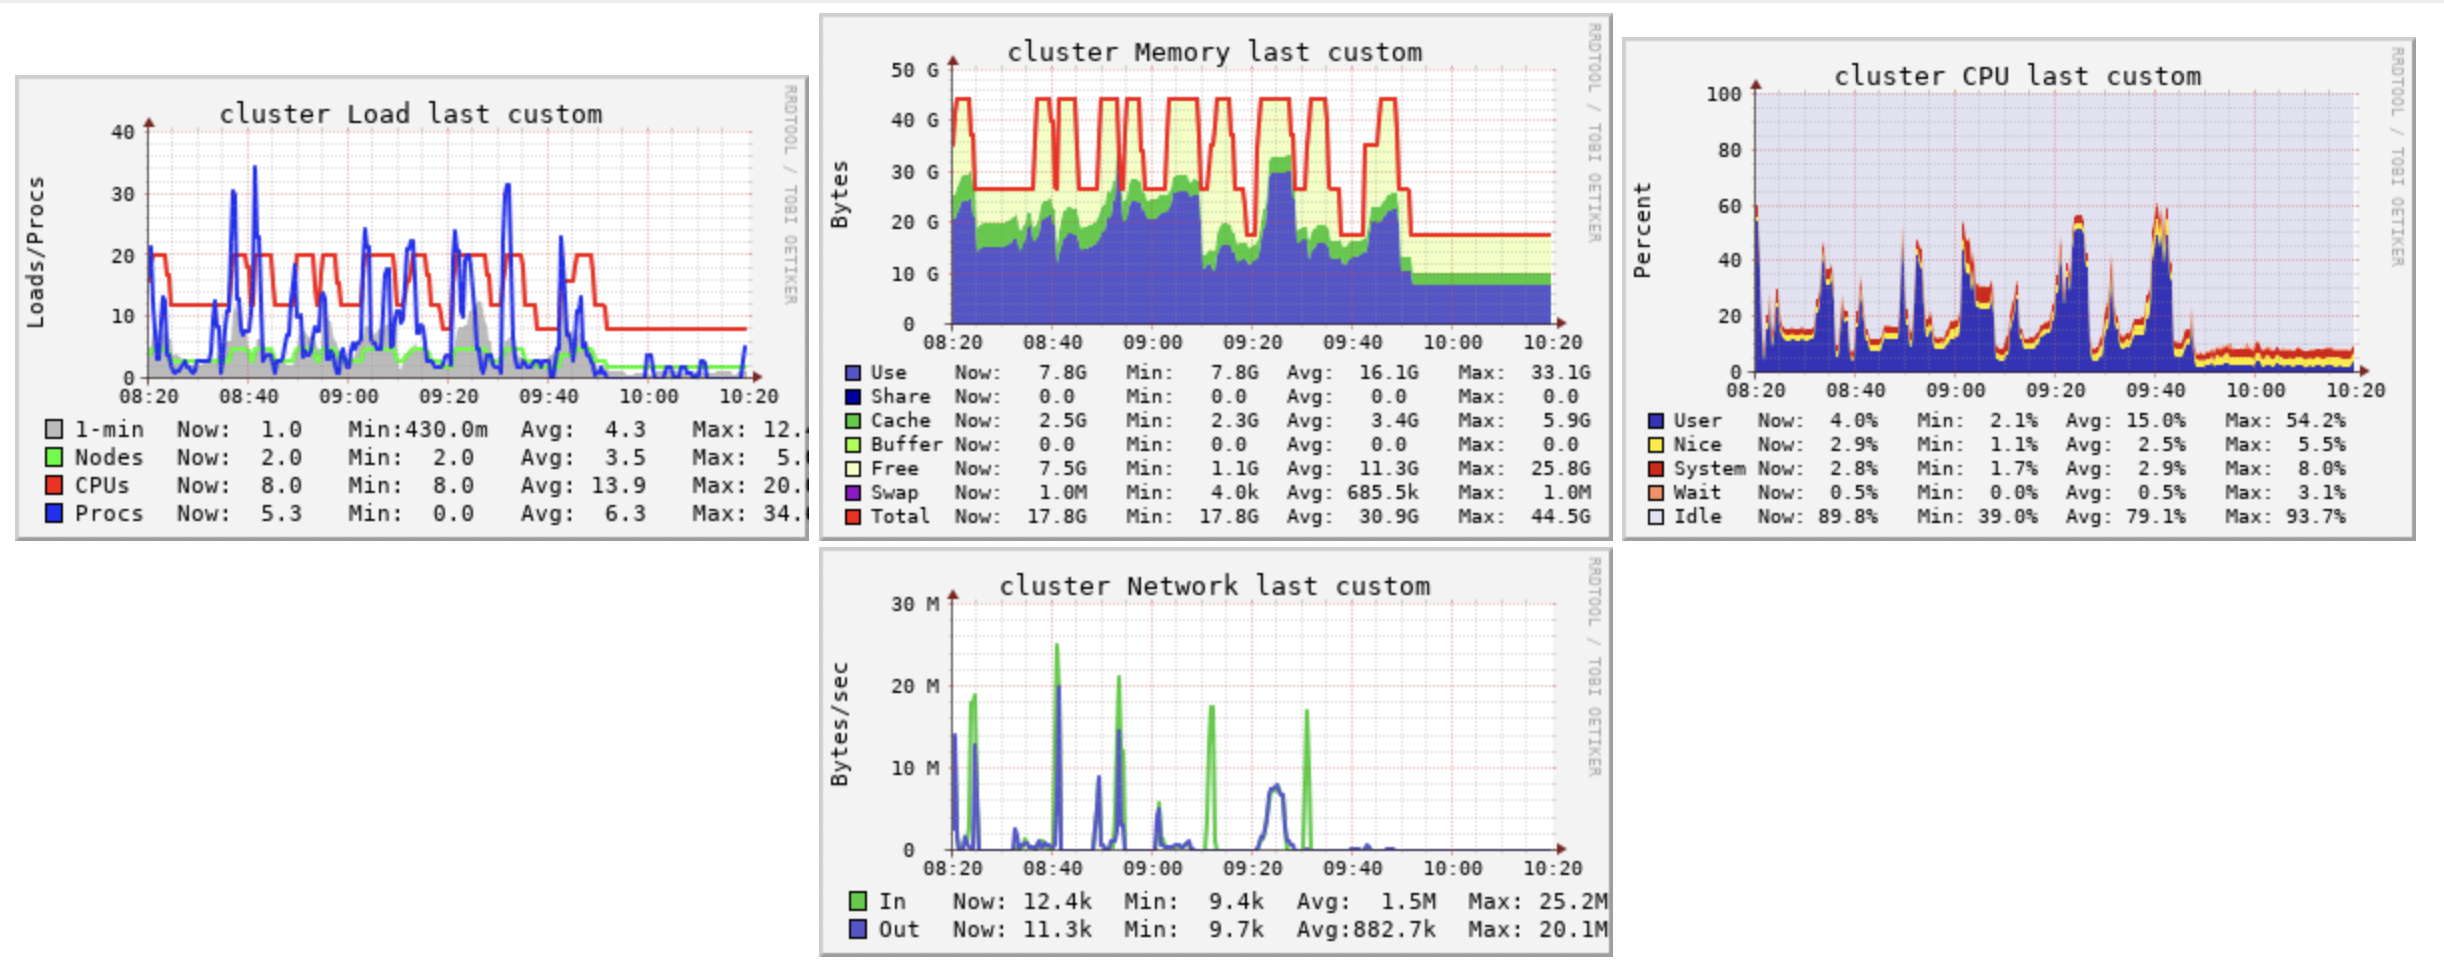 cluster Load last custom
RRDTOOL / TOBI OETIKER
Loads/Procs
40
30
20
10
0
08:20 08:40 09:00 09:20 09:40 10:00 10:20
1-min Now: 1.0 Min:430.0m Avg: 4.3 Max: 12.
Nodes Now: 2.0 Min: 2.0 Avg: 3.5 Max: 5.
CPUs Now: 8.0 Min: 8.0 Avg: 13.9 Max: 20.
Procs Now: 5.3 Min: 0.0 Avg: 6.3 Max: 34.
cluster Memory last custom
RRDTOOL / TOBI OETIKER
Bytes
50 G
40 G
30 G
20 G
10 G
0
08:20 08:40 09:00 09:20 09:40 10:00 10:20
Use Now: 7.8G Min: 7.8G Avg: 16.1G Max: 33.1G
Share Now: 0.0 Min: 0.0 Avg: 0.0 Max: 0.0
Cache Now: 2.5G Min: 2.3G Avg: 3.4G Max: 5.9G
Buffer Now: 0.0 Min: 0.0 Avg: 0.0 Max: 0.0
Free Now: 7.5G Min: 1.1G Avg: 11.3G Max: 25.8G
Swap Now: 1.0M Min: 4.0k Avg: 685.5k Max: 1.0M
Total Now: 17.8G Min: 17.8G Avg: 30.9G Max: 44.5G
cluster CPU last custom
RRDTOOL / TOBI OETIKER
Percent
100
80
60
40
20
0
08:20 08:40 09:00 09:20 09:40 10:00 10:20
User Now: 4.0% Min: 2.1% Avg: 15.0% Max: 54.2%
Nice Now: 2.9% Min: 1.1% Avg: 2.5% Max: 5.5%
System Now: 2.8% Min: 1.7% Avg: 2.9% Max: 8.0%
Wait Now: 0.5% Min: 0.0% Avg: 0.5% Max: 3.1%
Idle Now: 89.8% Min: 39.0% Avg: 79.1% Max: 93.7%
cluster Network last custom
RRDTOOL / TOBI OETIKER
Bytes/sec
30 M
20 M
10 M
0
08:20 08:40 09:00 09:20 09:40 10:00 10:20
In Now: 12.4k Min: 9.4k Avg: 1.5M Max: 25.2M
Out Now: 11.3k Min: 9.7k Avg:882.7k Max: 20.1M